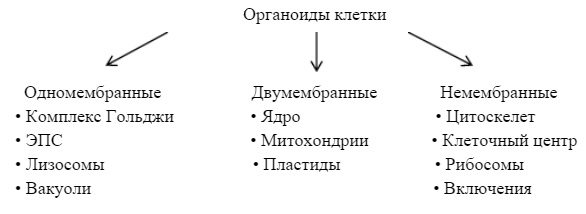 Органоиды клетки
Одномембранные
• Комплекс Гольджи
• ЭПС
• Лизосомы
• Вакуоли
Двумембранные
• Ядро
• Митохондрии
• Пластиды
Немембранные
• Цитоскелет
• Клеточный центр
• Рибосомы
• Включения